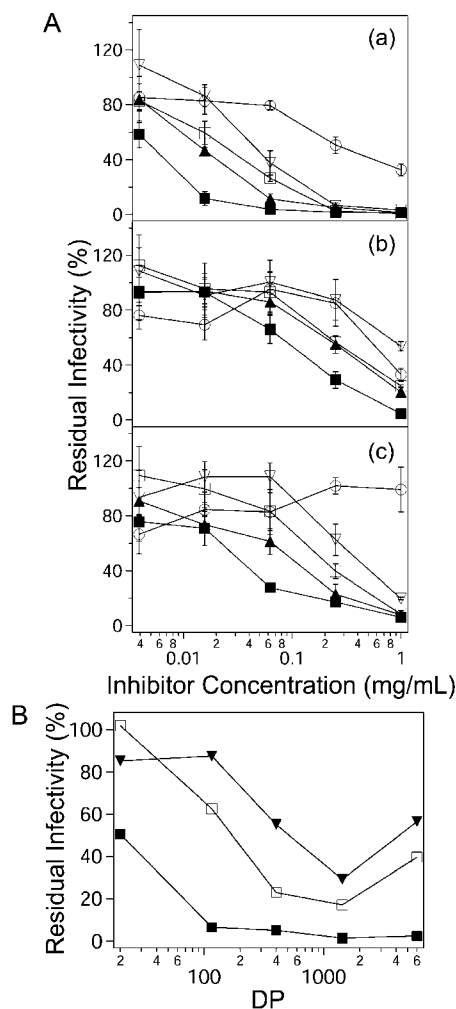 A
(a)
120
80
40
0
(b)
120
80
40
0
(c)
120
80
40
0
Residual Infectivity (%)
4 6 8 2 4 6 8 2 4 6 8
0.01 0.1 1
Inhibitor Concentration (mg/mL)
B
100
80
60
40
20
0
Residual Infectivity (%)
2 4 6 2 4 6 2 4 6
100 1000
DP